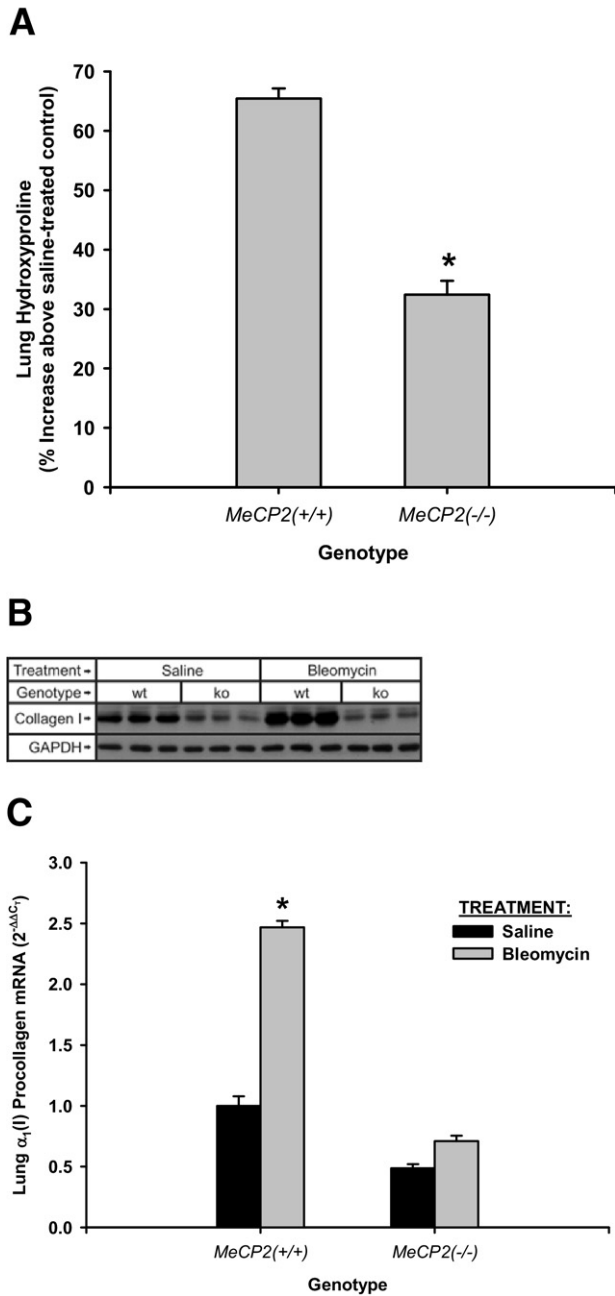 A
Lung Hydroxyproline
(% Increase above saline-treated control)
70
60
50
40
30
20
10
0
*
MeCP2(+/+) MeCP2(-/-)
Genotype
B
Treatment Saline Bleomycin
Genotype wt ko wt ko
Collagen I
GAPDH
C
Lung α₁(I) Procollagen mRNA (2^-ΔΔC_T)
3.0
2.5
2.0
1.5
1.0
0.5
0.0
*
TREATMENT:
Saline
Bleomycin
MeCP2(+/+) MeCP2(-/-)
Genotype